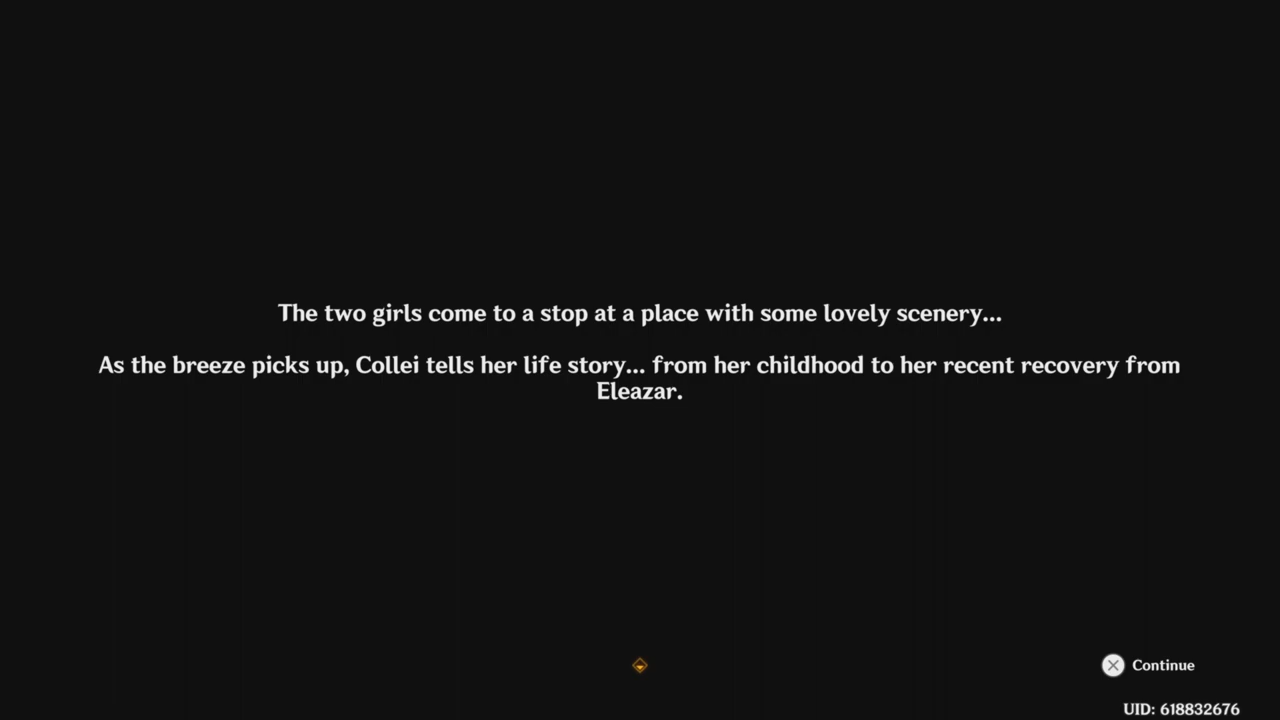 The two girls come to a stop at a place with some lovely scenery...
As the breeze picks up, Collei tells her life story... from her childhood to her recent recovery from
Eleazar.
Continue
UID: 618832676